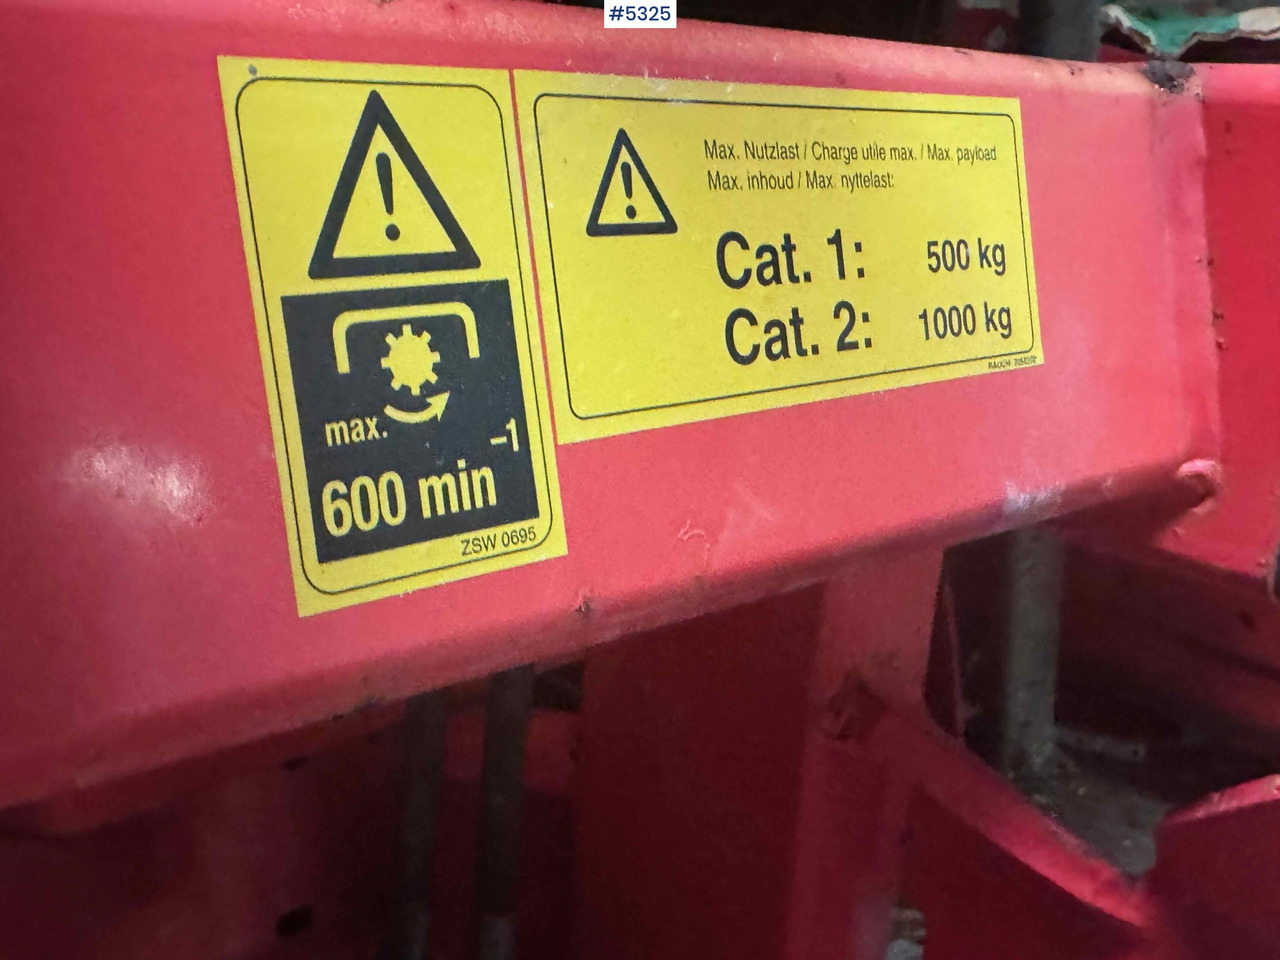 #5325
max.
600 min⁻¹
ZSW 0695
Max. Nutzlast / Charge utile max. / Max. payload
Max. inhoud / Max. nyttelast:
Cat. 1: 500 kg
Cat. 2: 1000 kg